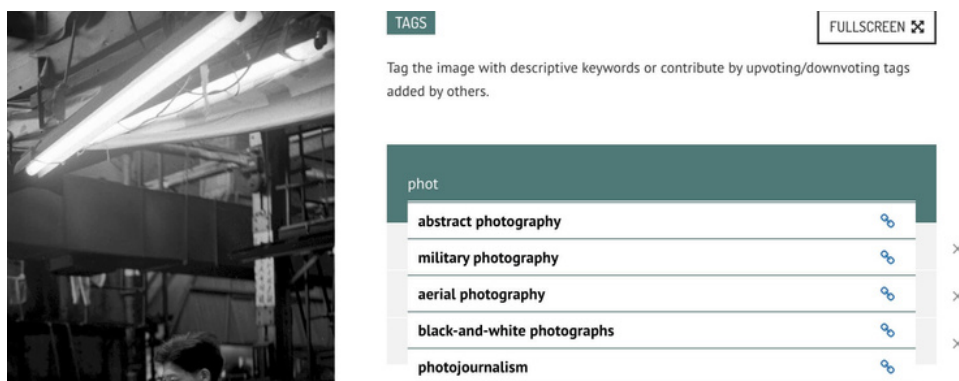 TAGS
FULLSCREEN
Tag the image with descriptive keywords or contribute by upvoting/downvoting tags
added by others.
phot
abstract photography
military photography
aerial photography
black-and-white photographs
photojournalism